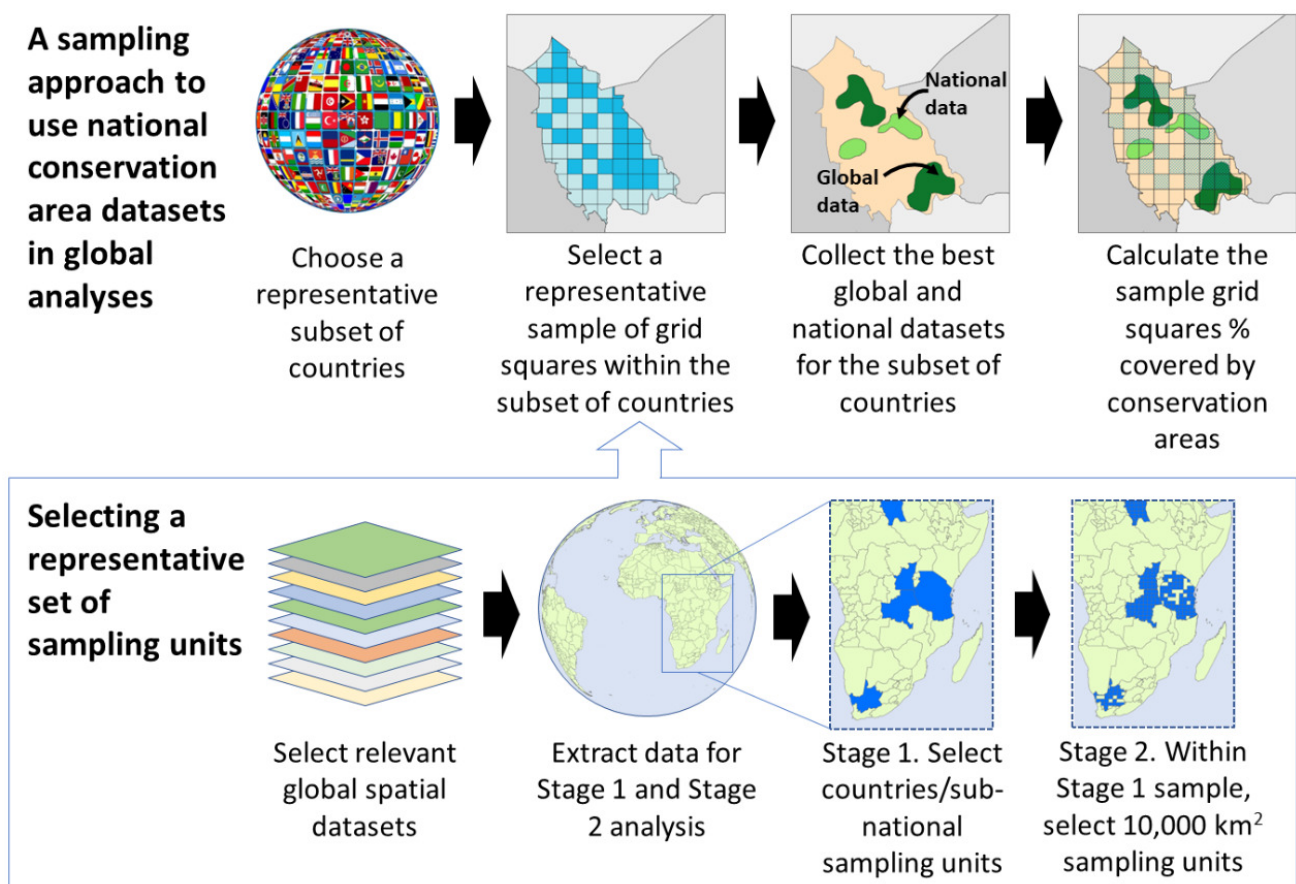 A sampling
approach to
use national
conservation
area datasets
in global
analyses
Choose a
representative
subset of
countries
Select a
representative
sample of grid
squares within the
subset of countries
National
data
Global
data
Collect the best
global and
national datasets
for the subset of
countries
Calculate the
sample grid
squares %
covered by
conservation
areas
Selecting a
representative
set of
sampling units
Select relevant
global spatial
datasets
Extract data for
Stage 1 and Stage
2 analysis
Stage 1. Select
countries/sub-
national
sampling units
Stage 2. Within
Stage 1 sample,
select 10,000 km²
sampling units